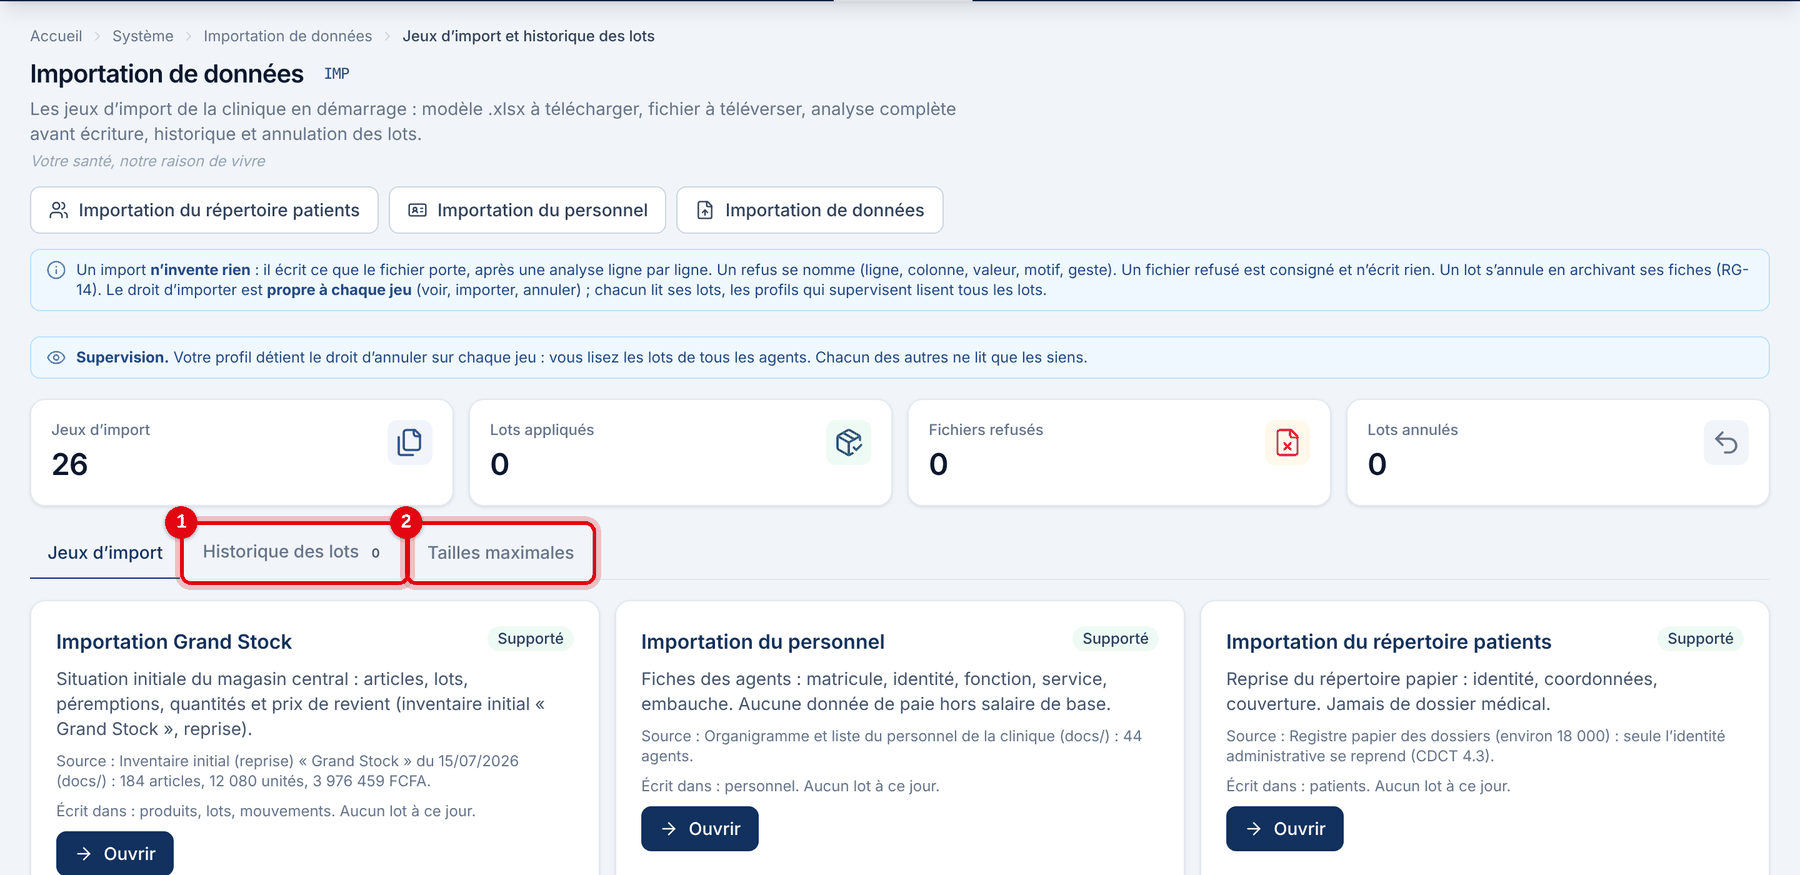 Accueil > Système > Importation de données > Jeux d’import et historique des lots
Importation de données IMP
Les jeux d’import de la clinique en démarrage : modèle .xlsx à télécharger, fichier à téléverser, analyse complète
avant écriture, historique et annulation des lots.
Votre santé, notre raison de vivre
Importation du répertoire patients
Importation du personnel
Importation de données
Un import n’invente rien : il écrit ce que le fichier porte, après une analyse ligne par ligne. Un refus se nomme (ligne, colonne, valeur, motif, geste). Un fichier refusé est consigné et n’écrit rien. Un lot s’annule en archivant ses fiches (RG-
14). Le droit d’importer est propre à chaque jeu (voir, importer, annuler) ; chacun lit ses lots, les profils qui supervisent lisent tous les lots.
Supervision. Votre profil détient le droit d’annuler sur chaque jeu : vous lisez les lots de tous les agents. Chacun des autres ne lit que les siens.
Jeux d’import
26
Lots appliqués
0
Fichiers refusés
0
Lots annulés
0
1
2
Jeux d’import
Historique des lots 0
Tailles maximales
Importation Grand Stock
Supporté
Situation initiale du magasin central : articles, lots,
péremptions, quantités et prix de revient (inventaire initial «
Grand Stock », reprise).
Source : Inventaire initial (reprise) « Grand Stock » du 15/07/2026
(docs/) : 184 articles, 12 080 unités, 3 976 459 FCFA.
Écrit dans : produits, lots, mouvements. Aucun lot à ce jour.
→ Ouvrir
Importation du personnel
Supporté
Fiches des agents : matricule, identité, fonction, service,
embauche. Aucune donnée de paie hors salaire de base.
Source : Organigramme et liste du personnel de la clinique (docs/) : 44
agents.
Écrit dans : personnel. Aucun lot à ce jour.
→ Ouvrir
Importation du répertoire patients
Supporté
Reprise du répertoire papier : identité, coordonnées,
couverture. Jamais de dossier médical.
Source : Registre papier des dossiers (environ 18 000) : seule l’identité
administrative se reprend (CDCT 4.3).
Écrit dans : patients. Aucun lot à ce jour.
→ Ouvrir